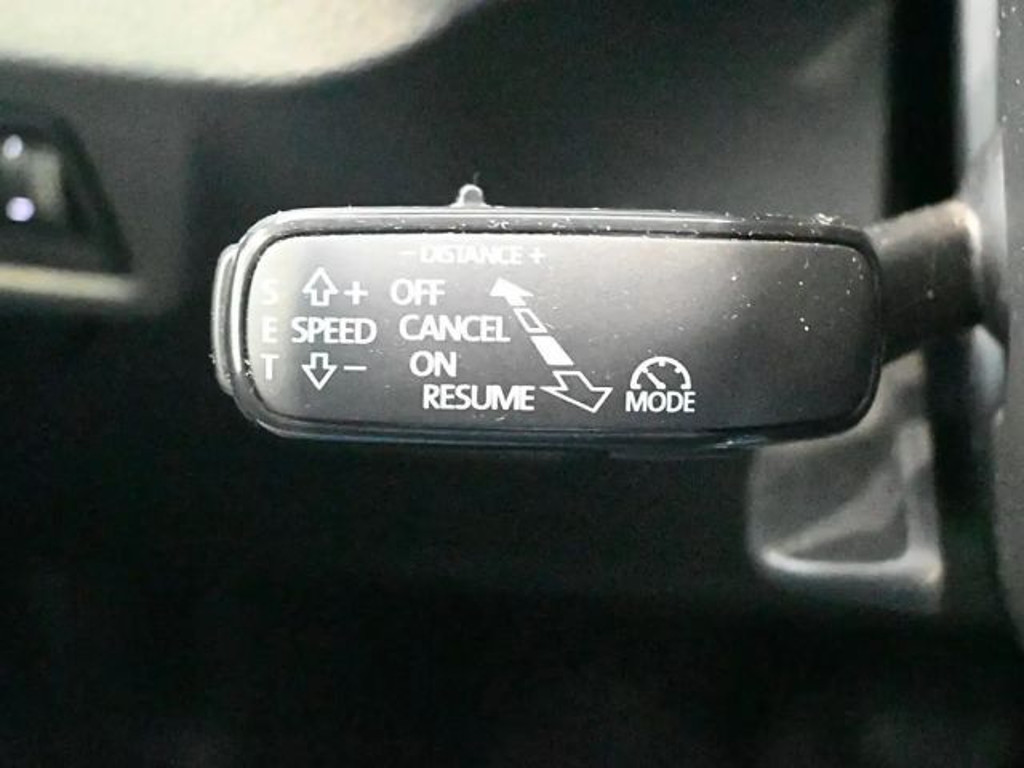 - DISTANCE +
S + OFF
E SPEED CANCEL
T - ON
RESUME MODE